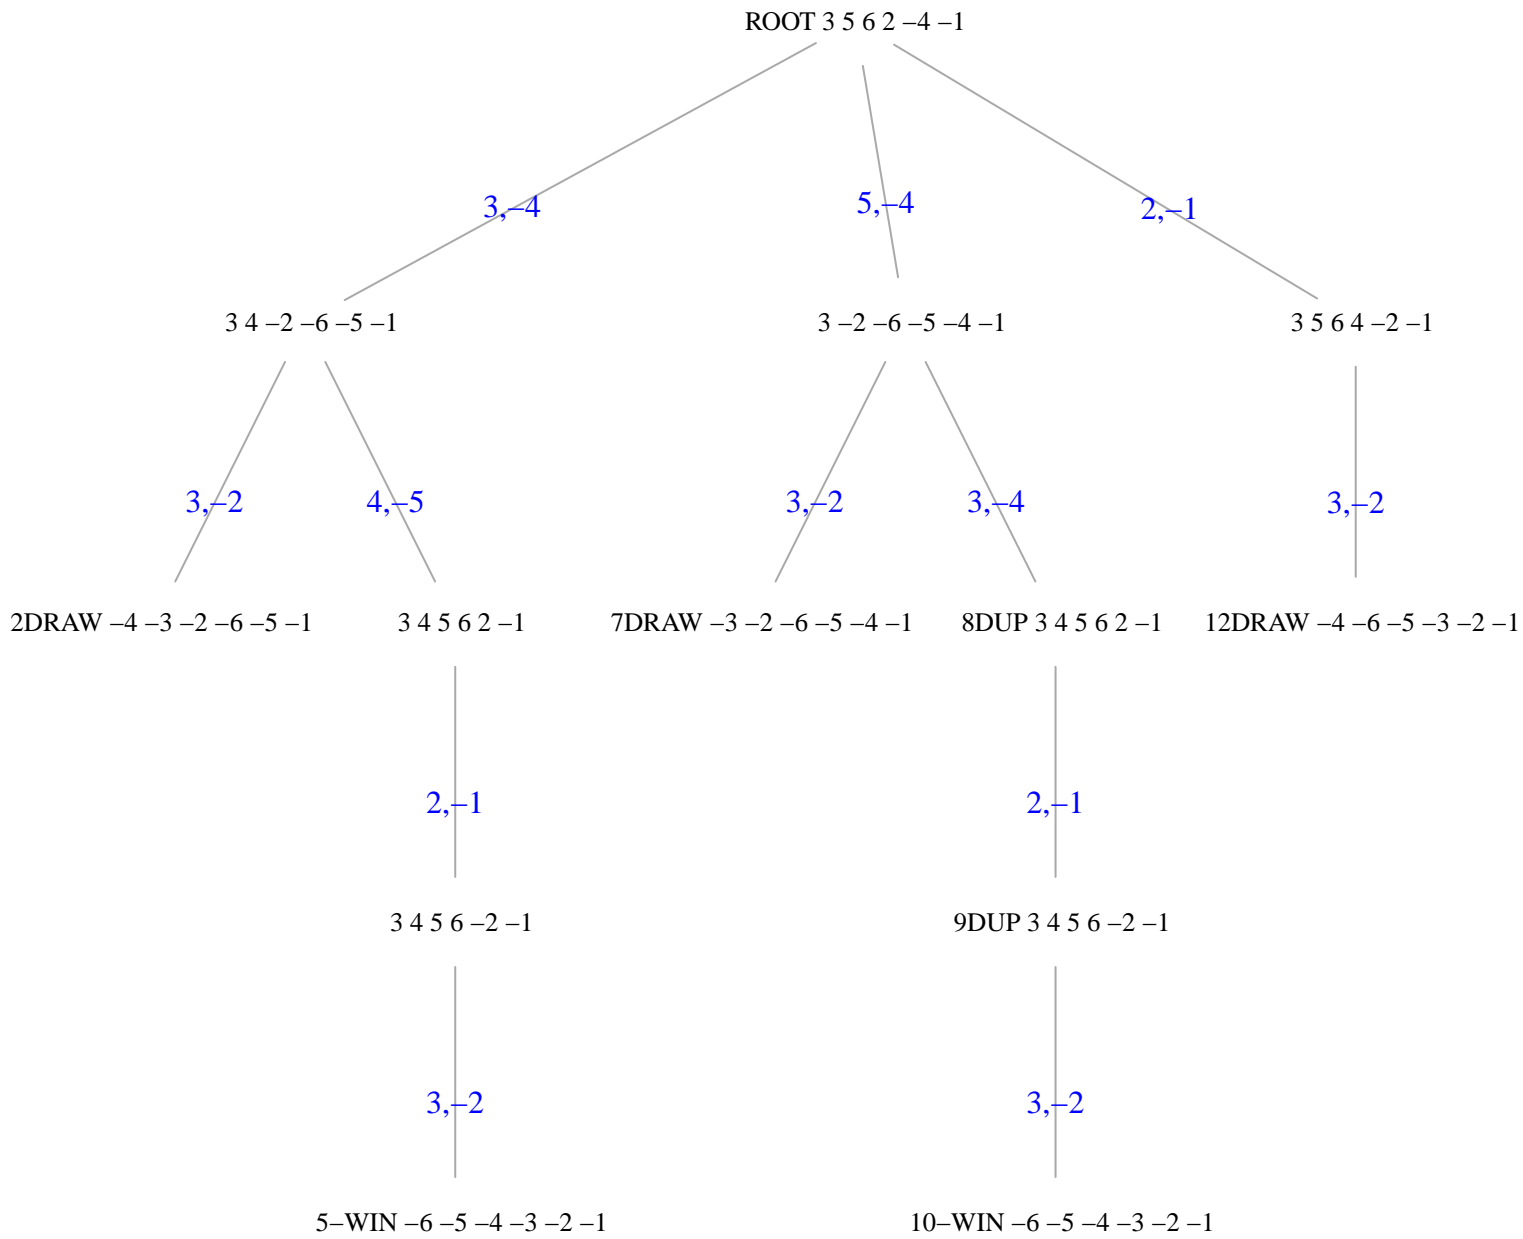 ROOT 3 5 6 2 –4 –1
3,–4
5,–4
2,–1
3 4 –2 –6 –5 –1
3 –2 –6 –5 –4 –1
3 5 6 4 –2 –1
3,–2
4,–5
3,–2
3,–4
3,–2
2DRAW –4 –3 –2 –6 –5 –1
3 4 5 6 2 –1
7DRAW –3 –2 –6 –5 –4 –1
8DUP 3 4 5 6 2 –1
12DRAW –4 –6 –5 –3 –2 –1
2,–1
2,–1
3 4 5 6 –2 –1
9DUP 3 4 5 6 –2 –1
3,–2
3,–2
5–WIN –6 –5 –4 –3 –2 –1
10–WIN –6 –5 –4 –3 –2 –1